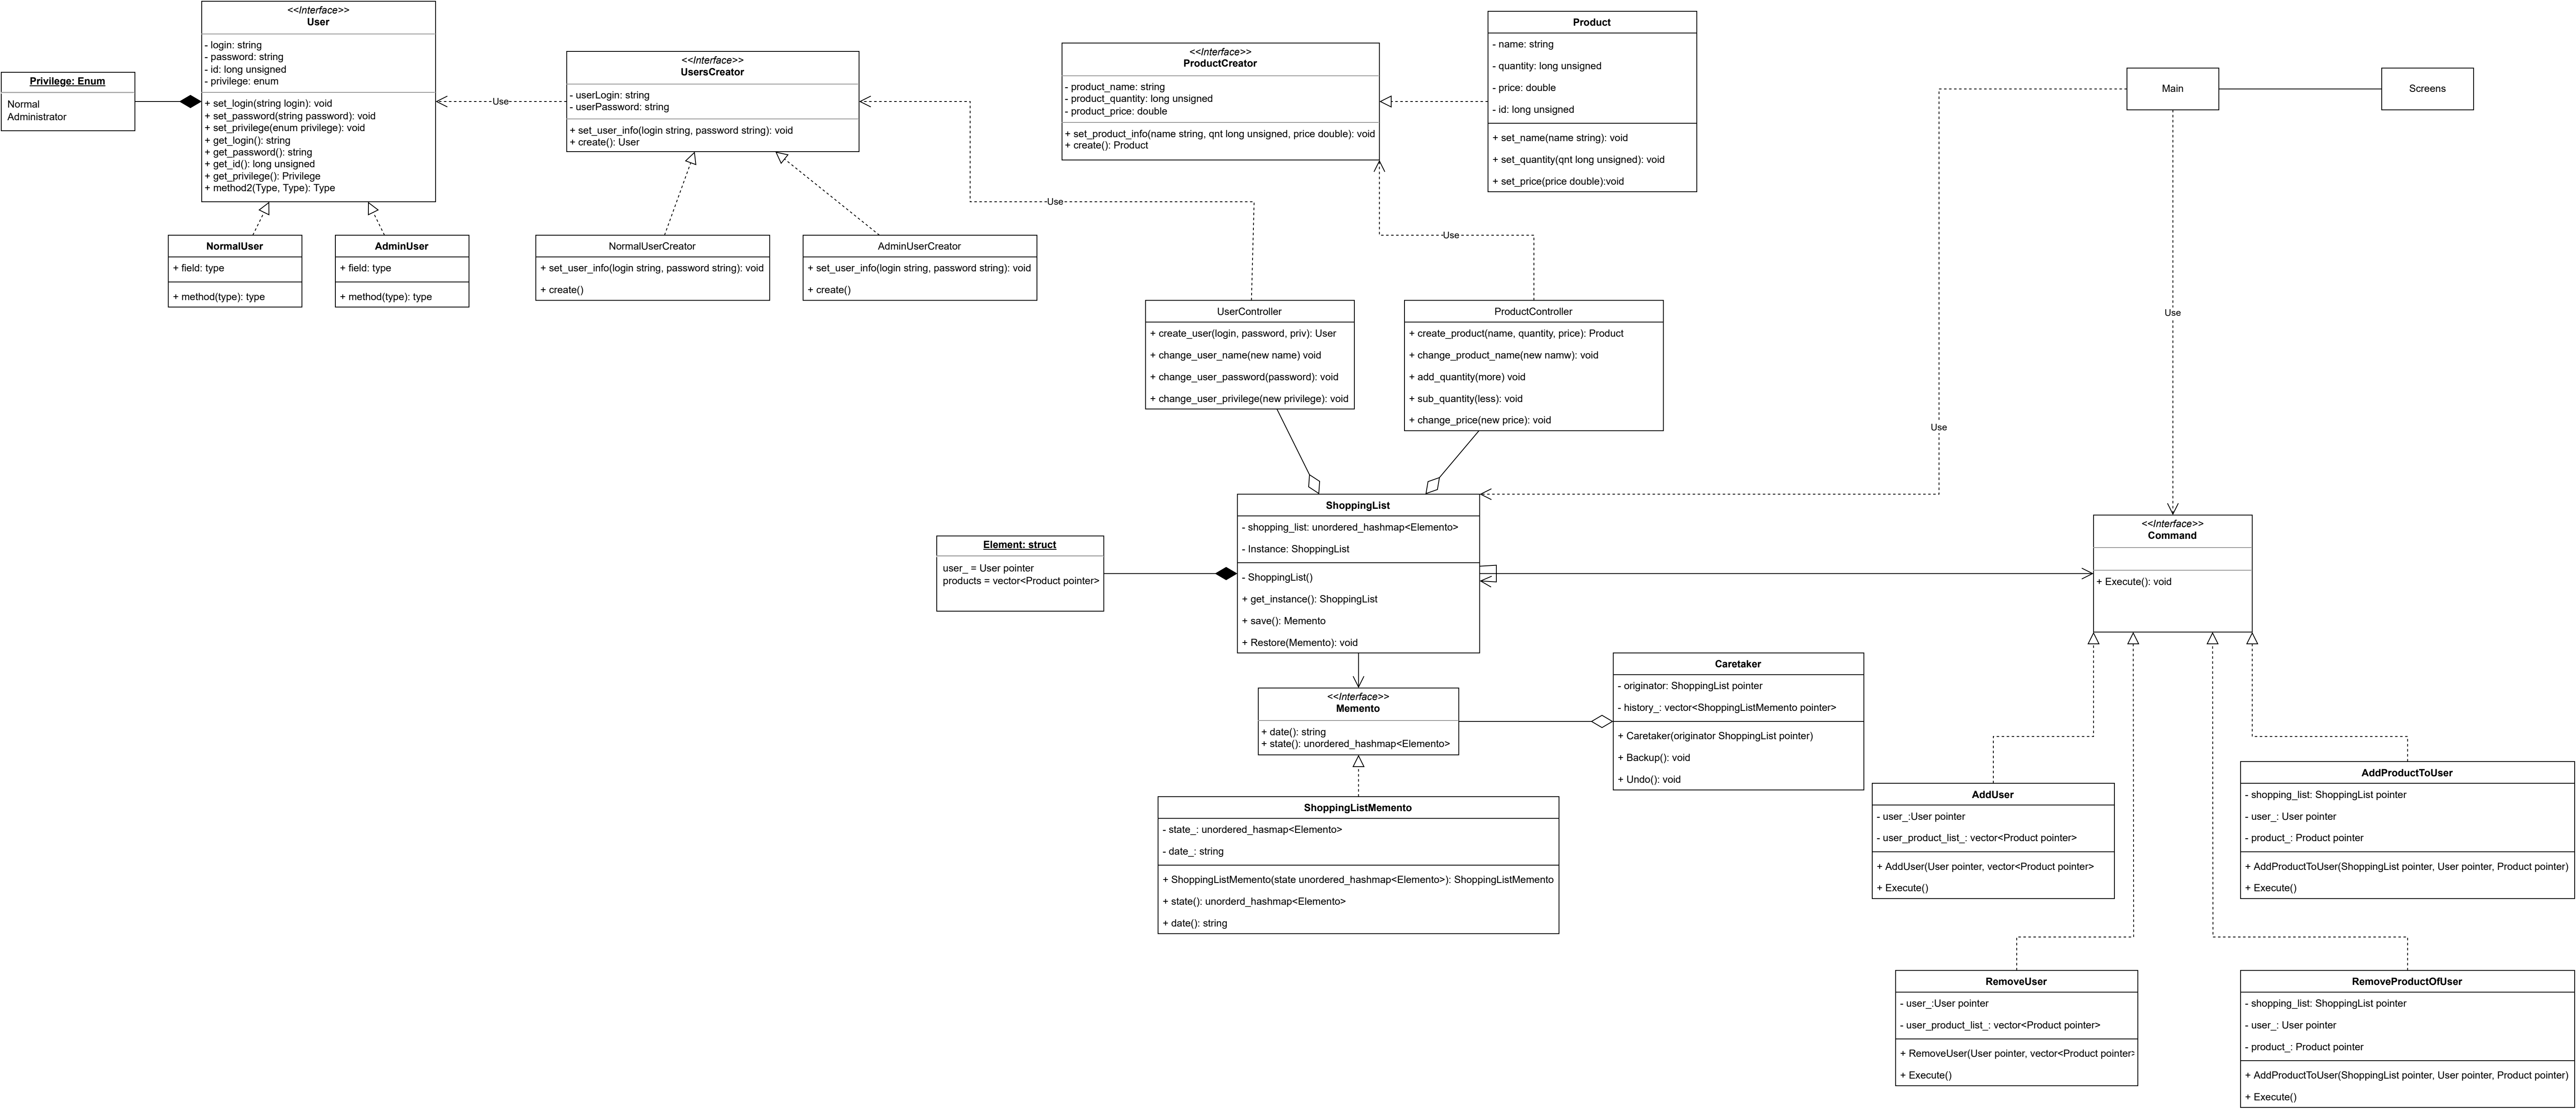 <<Interface>>
User
- login: string
- password: string
- id: long unsigned
- privilege: enum
+ set_login(string login): void
+ set_password(string password): void
+ set_privilege(enum privilege): void
+ get_login(): string
+ get_password(): string
+ get_id(): long unsigned
+ get_privilege(): Privilege
+ method2(Type, Type): Type
Privilege: Enum
Normal
Administrator
Use
<<Interface>>
UsersCreator
- userLogin: string
- userPassword: string
+ set_user_info(login string, password string): void
+ create(): User
<<Interface>>
ProductCreator
- product_name: string
- product_quantity: long unsigned
- product_price: double
+ set_product_info(name string, qnt long unsigned, price double): void
+ create(): Product
Product
- name: string
- quantity: long unsigned
- price: double
- id: long unsigned
+ set_name(name string): void
+ set_quantity(qnt long unsigned): void
+ set_price(price double):void
Main
Screens
Use
Use
Use
Use
NormalUser
+ field: type
+ method(type): type
AdminUser
+ field: type
+ method(type): type
NormalUserCreator
+ set_user_info(login string, password string): void
+ create()
AdminUserCreator
+ set_user_info(login string, password string): void
+ create()
UserController
+ create_user(login, password, priv): User
+ change_user_name(new name) void
+ change_user_password(password): void
+ change_user_privilege(new privilege): void
ProductController
+ create_product(name, quantity, price): Product
+ change_product_name(new namw): void
+ add_quantity(more) void
+ sub_quantity(less): void
+ change_price(new price): void
ShoppingList
- shopping_list: unordered_hashmap<Elemento>
- Instance: ShoppingList
- ShoppingList()
+ get_instance(): ShoppingList
+ save(): Memento
+ Restore(Memento): void
Element: struct
user_ = User pointer
products = vector<Product pointer>
<<Interface>>
Command
+ Execute(): void
<<Interface>>
Memento
+ date(): string
+ state(): unordered_hashmap<Elemento>
Caretaker
- originator: ShoppingList pointer
- history_: vector<ShoppingListMemento pointer>
+ Caretaker(originator ShoppingList pointer)
+ Backup(): void
+ Undo(): void
ShoppingListMemento
- state_: unordered_hasmap<Elemento>
- date_: string
+ ShoppingListMemento(state unordered_hashmap<Elemento>): ShoppingListMemento
+ state(): unorderd_hashmap<Elemento>
+ date(): string
AddUser
- user_:User pointer
- user_product_list_: vector<Product pointer>
+ AddUser(User pointer, vector<Product pointer>
+ Execute()
AddProductToUser
- shopping_list: ShoppingList pointer
- user_: User pointer
- product_: Product pointer
+ AddProductToUser(ShoppingList pointer, User pointer, Product pointer)
+ Execute()
RemoveUser
- user_:User pointer
- user_product_list_: vector<Product pointer>
+ RemoveUser(User pointer, vector<Product pointer>
+ Execute()
RemoveProductOfUser
- shopping_list: ShoppingList pointer
- user_: User pointer
- product_: Product pointer
+ AddProductToUser(ShoppingList pointer, User pointer, Product pointer)
+ Execute()